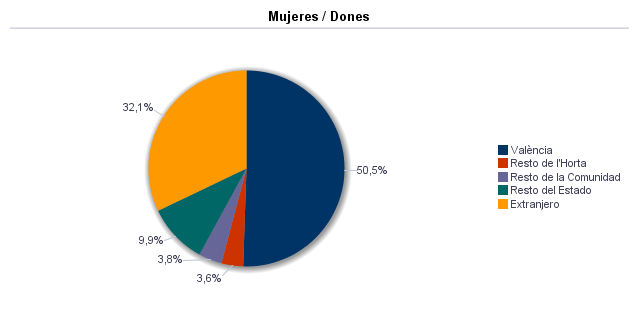 Mujeres / Dones
32,1%
50,5%
9,9%
3,8%
3,6%
València
Resto de l'Horta
Resto de la Comunidad
Resto del Estado
Extranjero